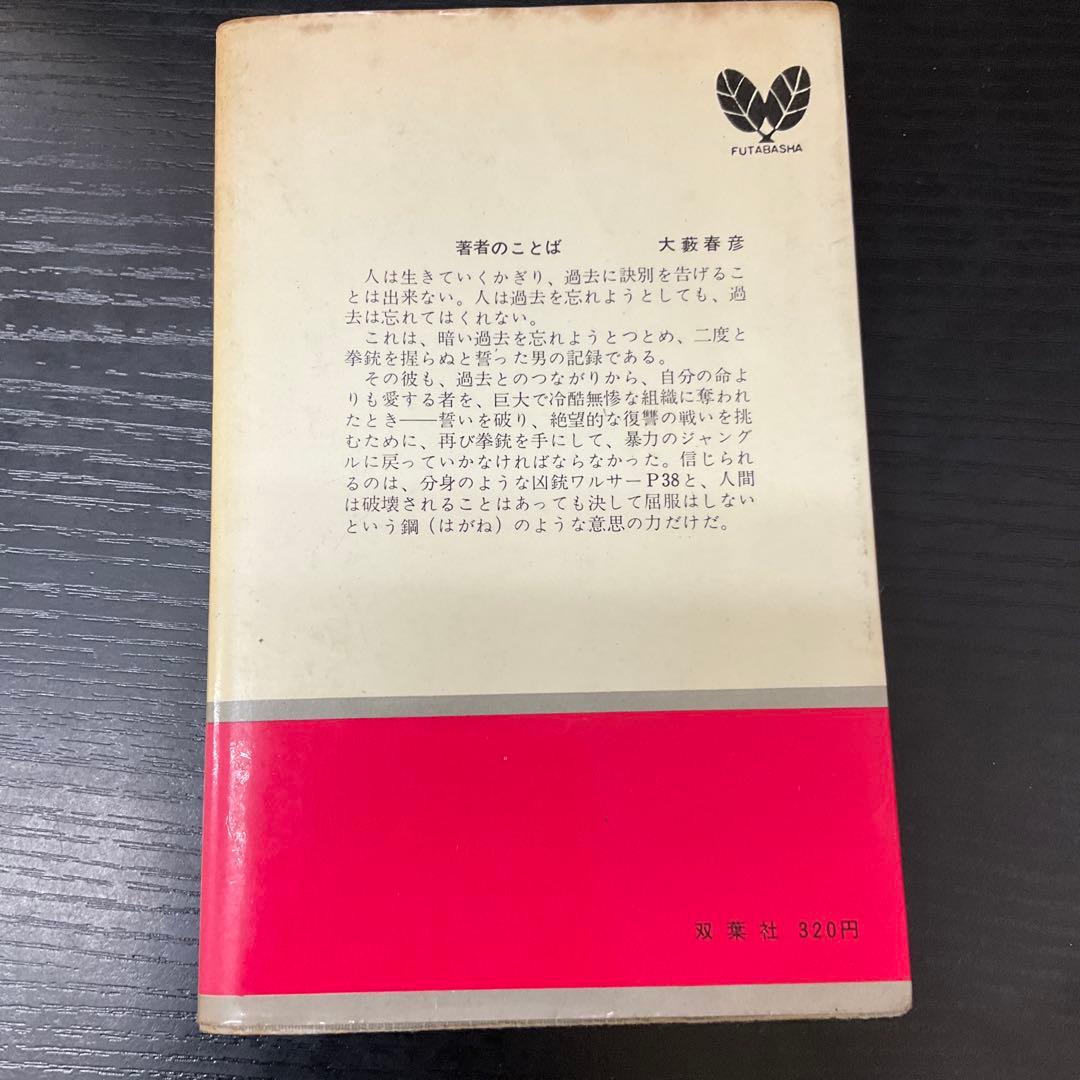 FUTABASHA
著者のことば 大藪春彦
人は生きていくかぎり、過去に訣別を告げるこ
とは出来ない。人は過去を忘れようとしても、過
去は忘れてはくれない。
これは、暗い過去を忘れようとつとめ、二度と
拳銃を握らぬと誓った男の記録である。
その彼も、過去とのつながりから、自分の命よ
りも愛する者を、巨大で冷酷無惨な組織に奪われ
たとき――誓いを破り、絶望的な復讐の戦いを挑
むために、再び拳銃を手にして、暴力のジャング
ルに戻っていかなければならなかった。信じられ
るのは、分身のような凶銃ワルサーP38と、人間
は破壊されることはあっても決して屈服はしない
という鋼（はがね）のような意思の力だけだ。
双葉社 320円